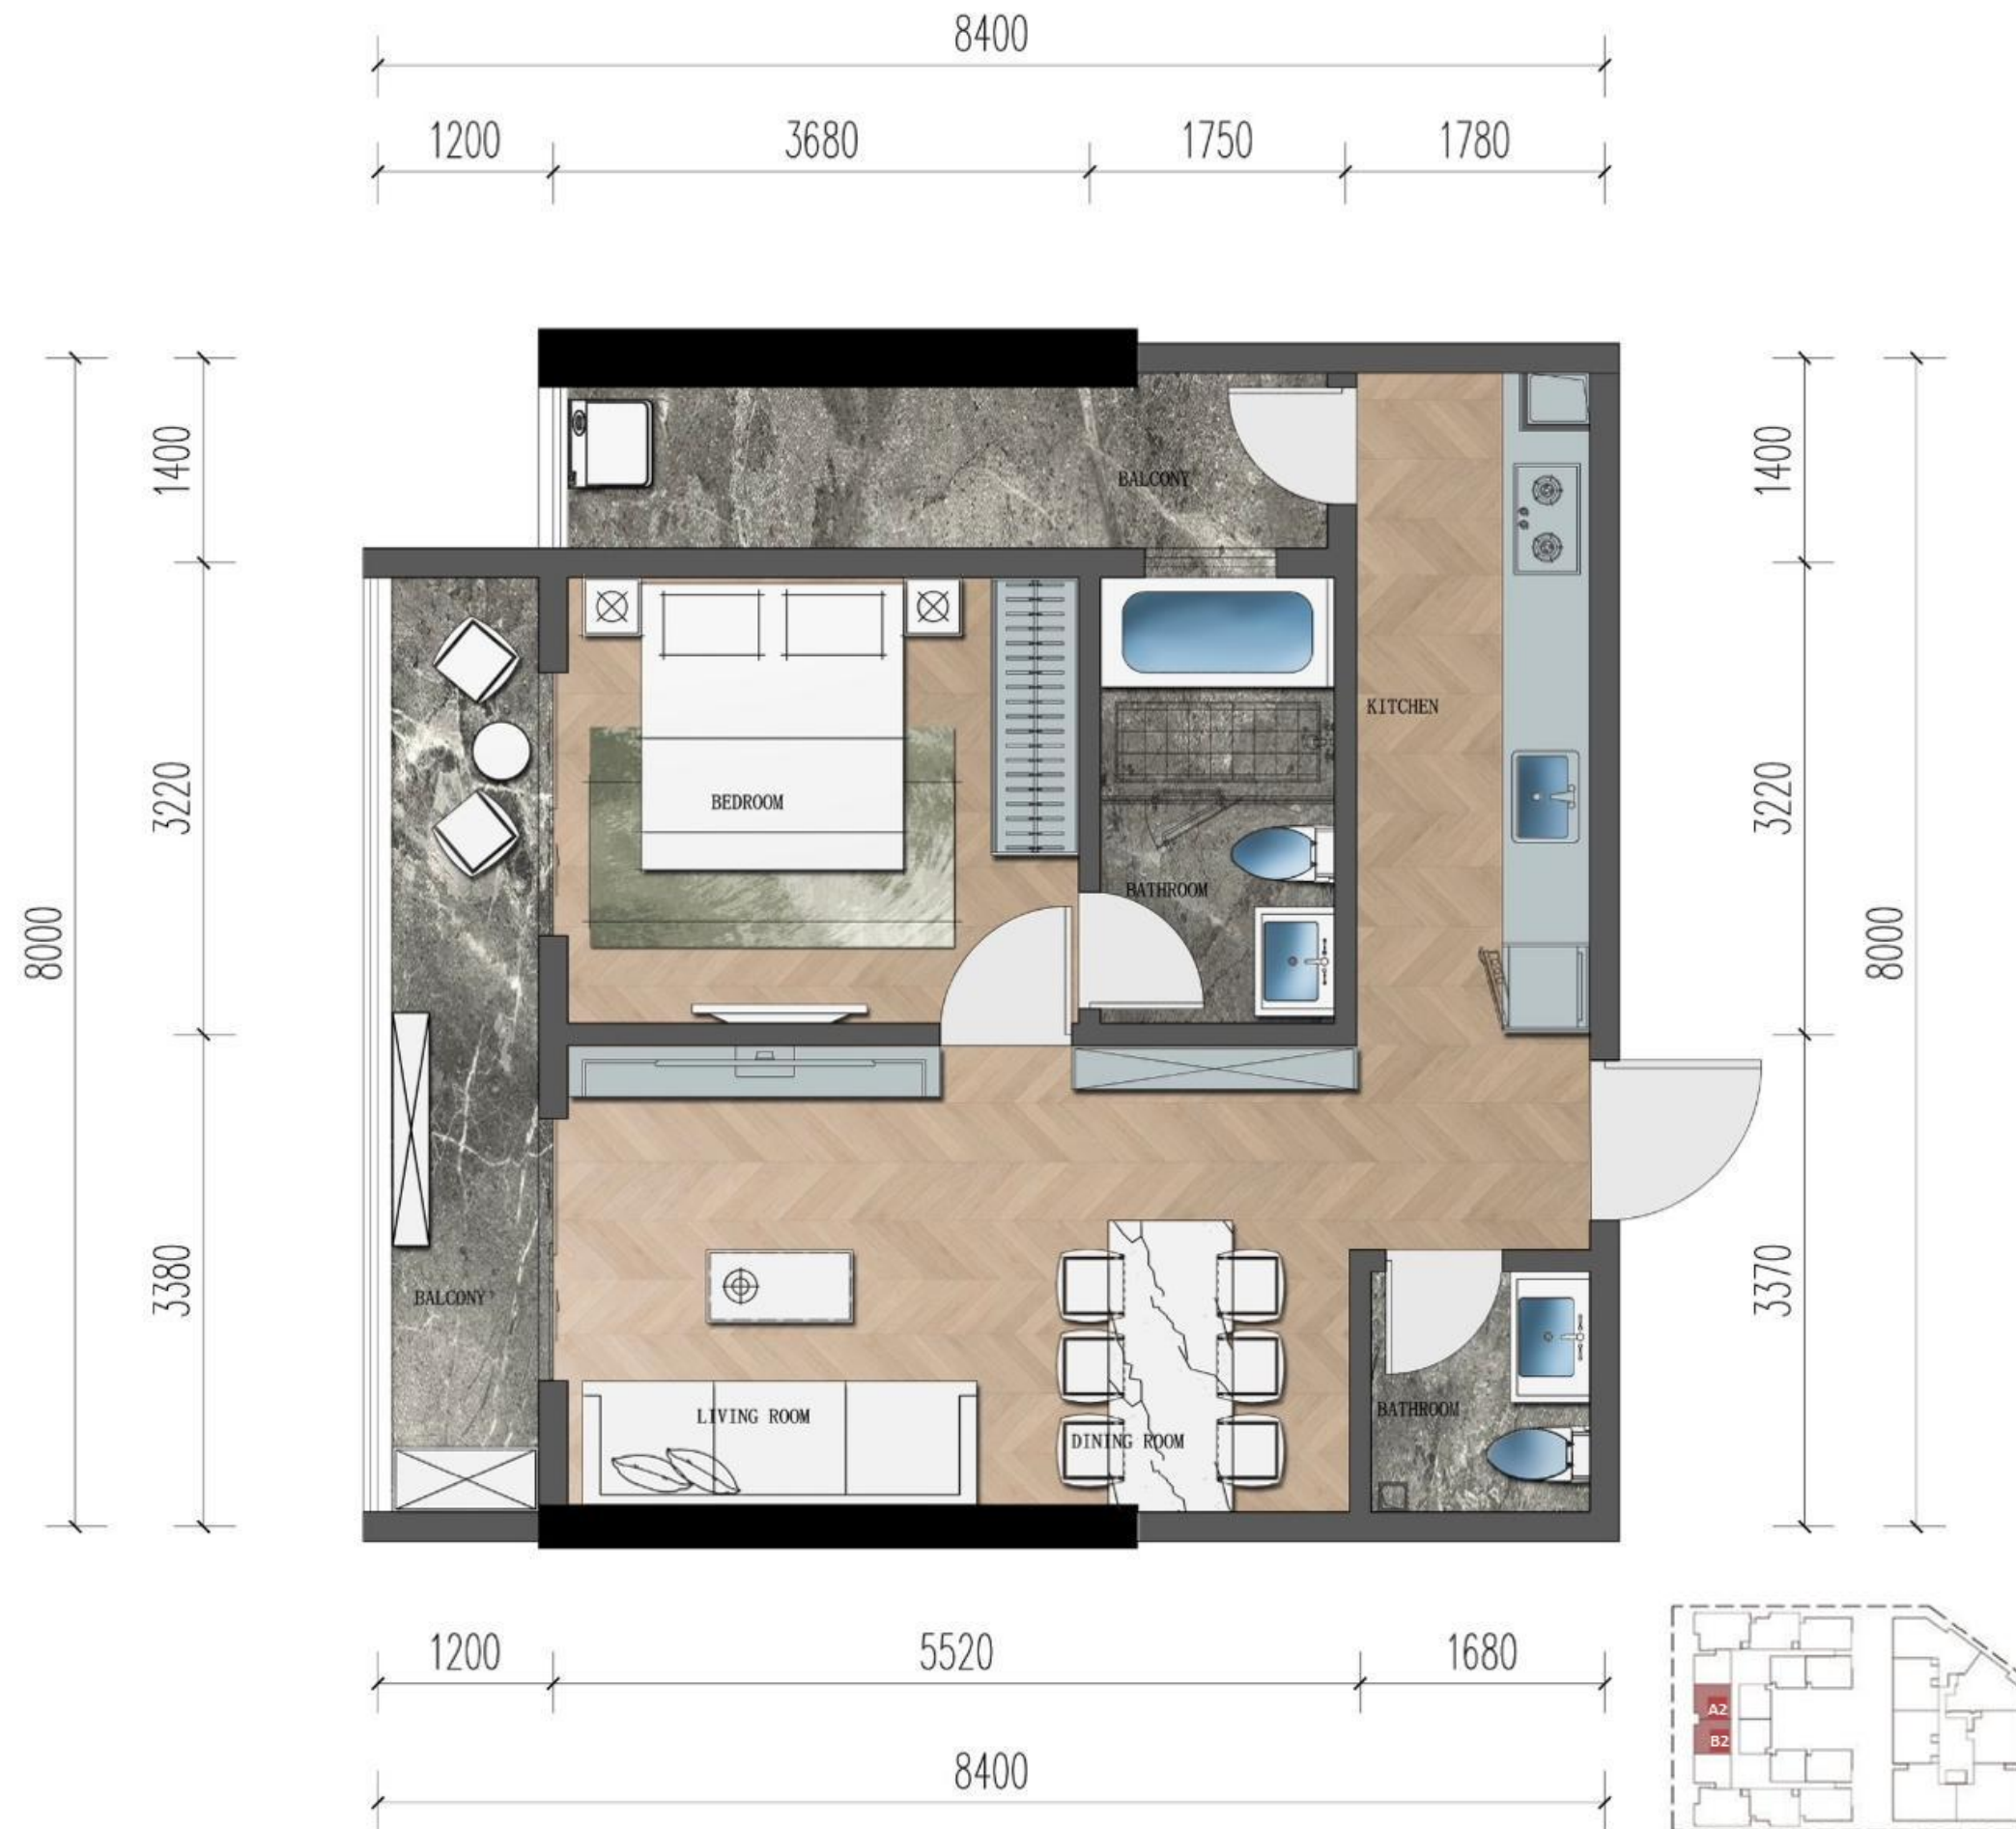 8400
1200 3680 1750 1780
1400
1400
BALCONY
3220
3220
KITCHEN
BEDROOM
BATHROOM
8000
8000
3380
3370
BALCONY
LIVING ROOM
DINING ROOM
BATHROOM
1200 5520 1680
A2
B2
8400